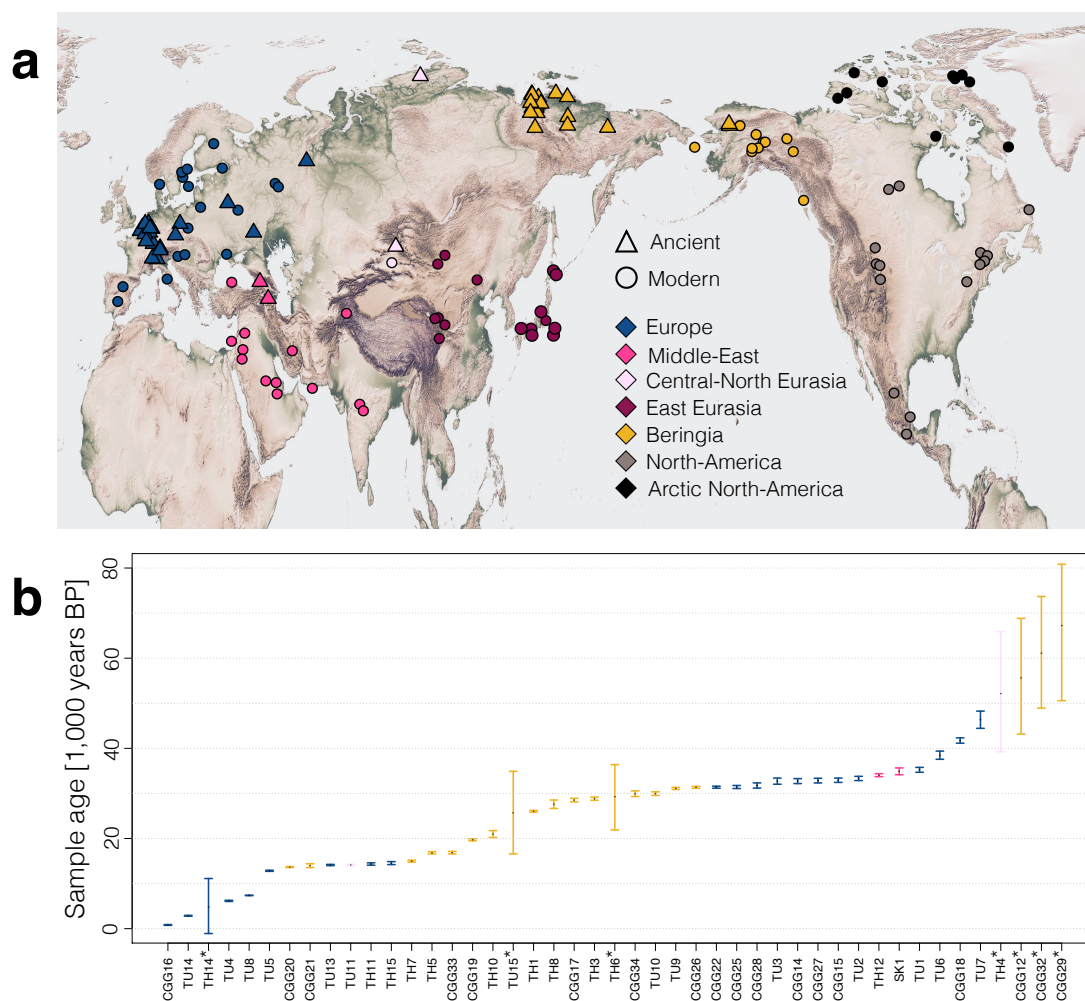 a
Ancient
Modern
Europe
Middle-East
Central-North Eurasia
East Eurasia
Beringia
North-America
Arctic North-America
b
Sample age [1,000 years BP]
80
60
40
20
0
CGG16
TU14
TH14*
TU4
TU8
TU5
CGG20
CGG21
TU13
TU11
TH11
TH15
TH7
TH5
CGG33
CGG19
TH10
TU15*
TH1
TH8
CGG17
TH3
TH6*
CGG34
TU10
TU9
CGG26
CGG22
CGG25
CGG28
TU3
CGG14
CGG27
CGG15
TU2
TH12
SK1
TU1
TU6
CGG18
TU7
TH4*
CGG12*
CGG32*
CGG29*